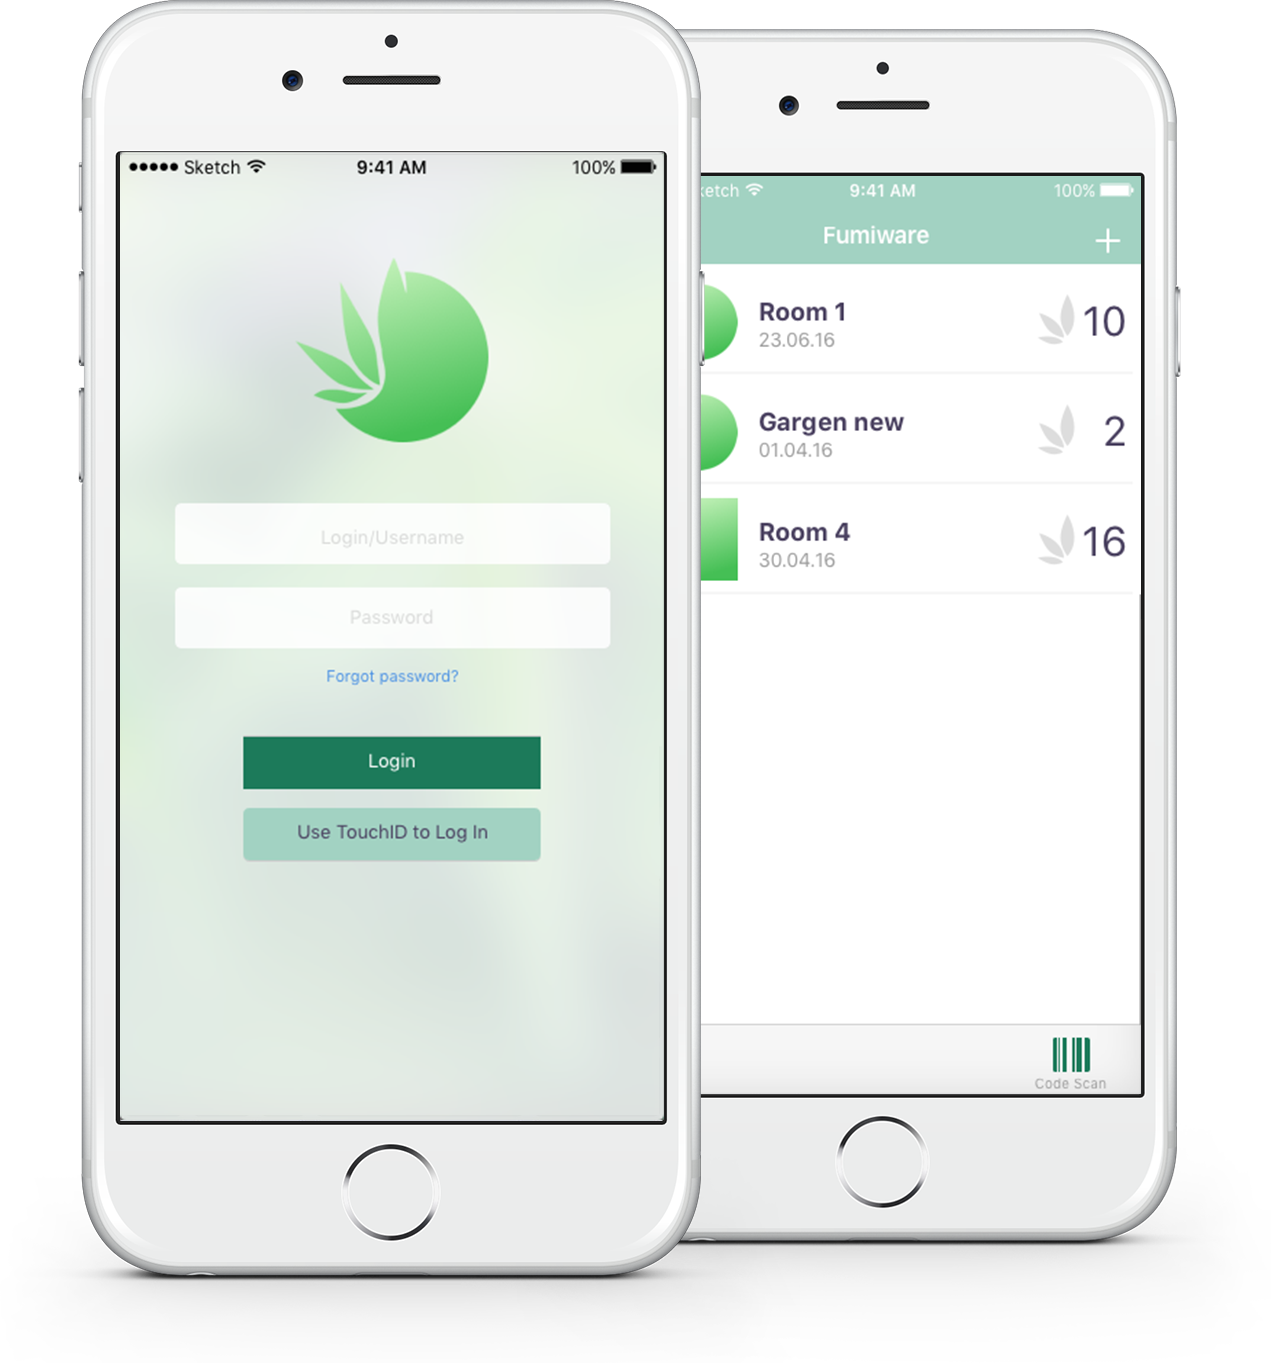 Sketch 9:41 AM 100%
Login/Username
Password
Forgot password?
Login
Use TouchID to Log In
ketch 9:41 AM 100%
Fumiware
Room 1
23.06.16
10
Gargen new
01.04.16
2
Room 4
30.04.16
16
Code Scan